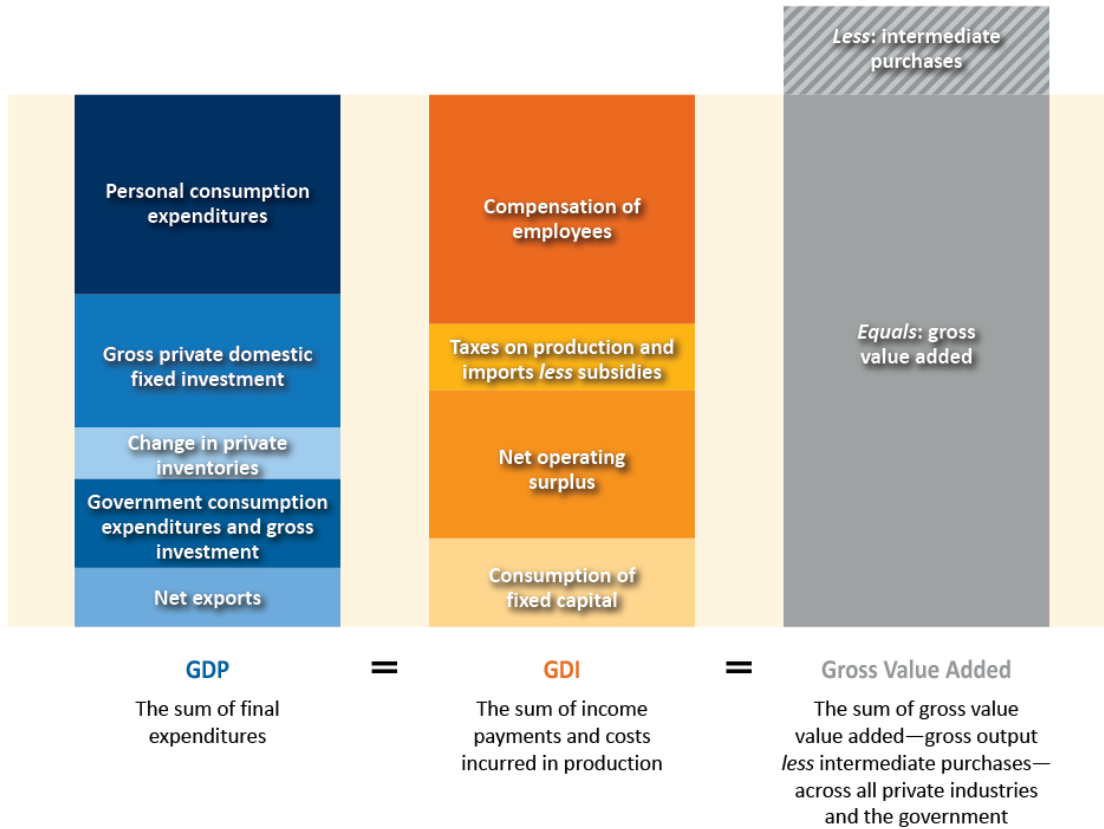 Less: intermediate
purchases
Personal consumption
expenditures
Gross private domestic
fixed investment
Change in private
inventories
Government consumption
expenditures and gross
investment
Net exports
Compensation of
employees
Taxes on production and
imports less subsidies
Net operating
surplus
Consumption of
fixed capital
Equals: gross
value added
GDP
=
GDI
=
Gross Value Added
The sum of final
expenditures
The sum of income
payments and costs
incurred in production
The sum of gross value
value added—gross output
less intermediate purchases—
across all private industries
and the government